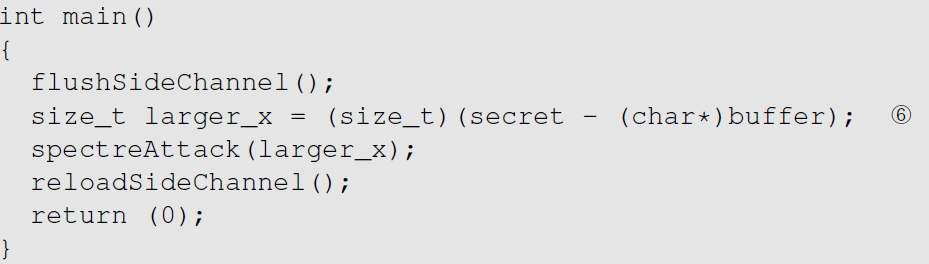 int main()
{
  flushSideChannel();
  size_t larger_x = (size_t)(secret - (char*)buffer);  ⑥
  spectreAttack(larger_x);
  reloadSideChannel();
  return (0);
}